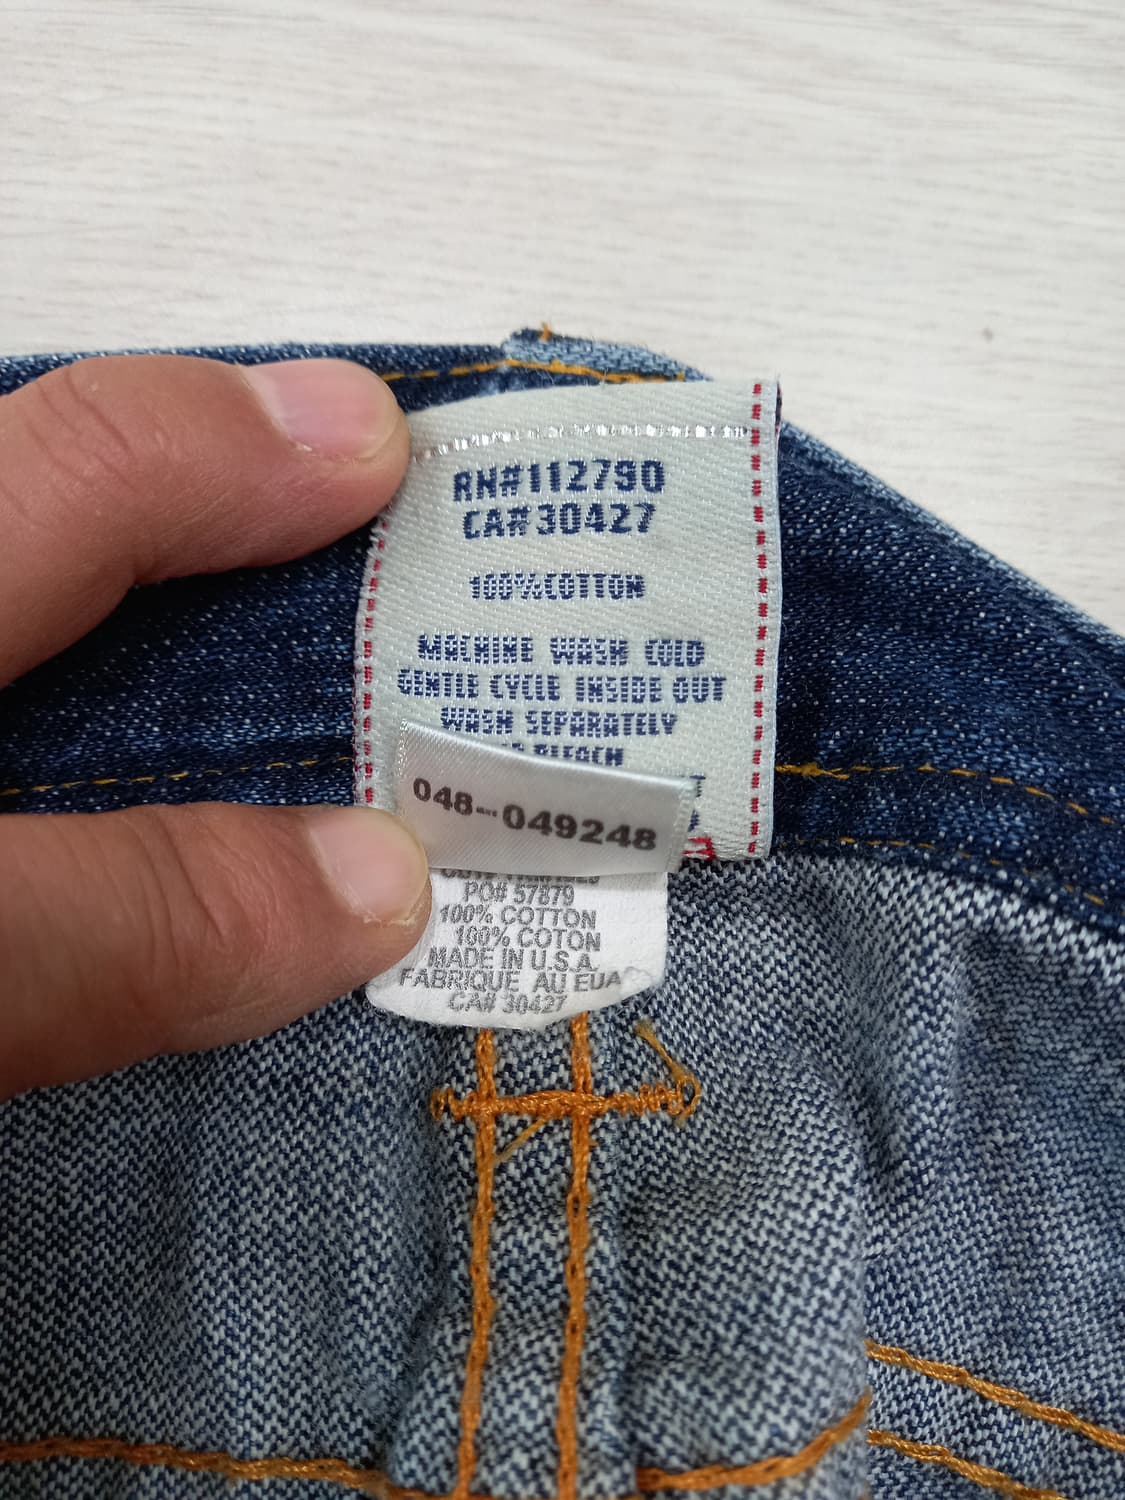 RN#112790
CA#30427
100%COTTON
MACHINE WASH COLD
GENTLE CYCLE INSIDE OUT
WASH SEPARATELY
BLEACH
048-049248
PO# 57879
100% COTTON
100% COTON
MADE IN U.S.A.
FABRIQUE AU EUA
CA# 30427